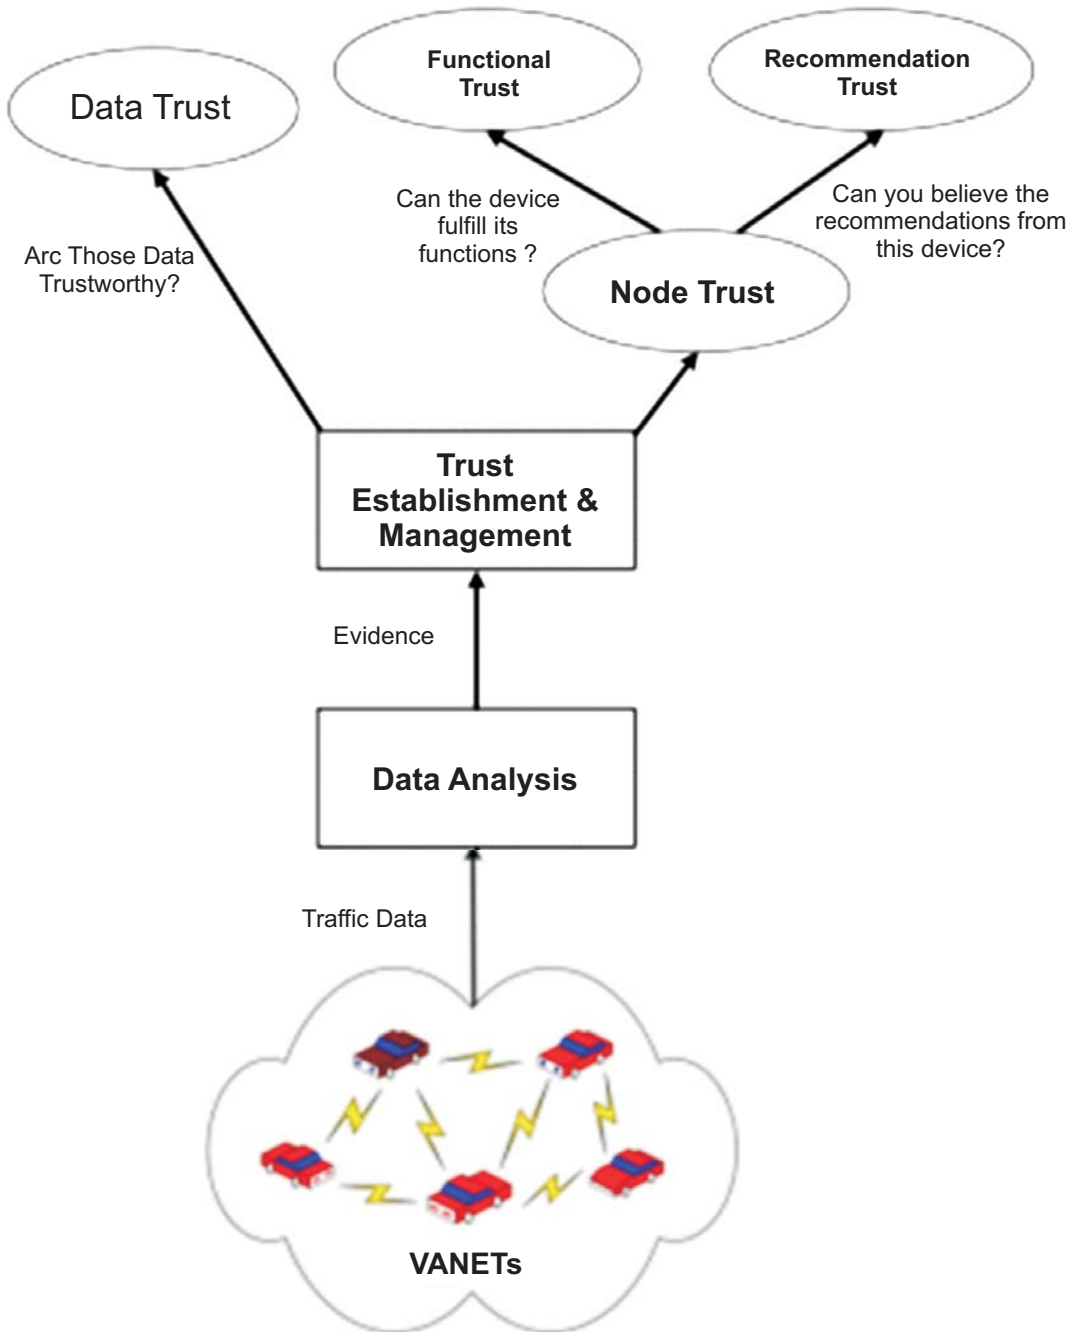 Data Trust
Functional
Trust
Recommendation
Trust
Arc Those Data
Trustworthy?
Can the device
fulfill its
functions ?
Can you believe the
recommendations from
this device?
Node Trust
Trust
Establishment &
Management
Evidence
Data Analysis
Traffic Data
VANETs